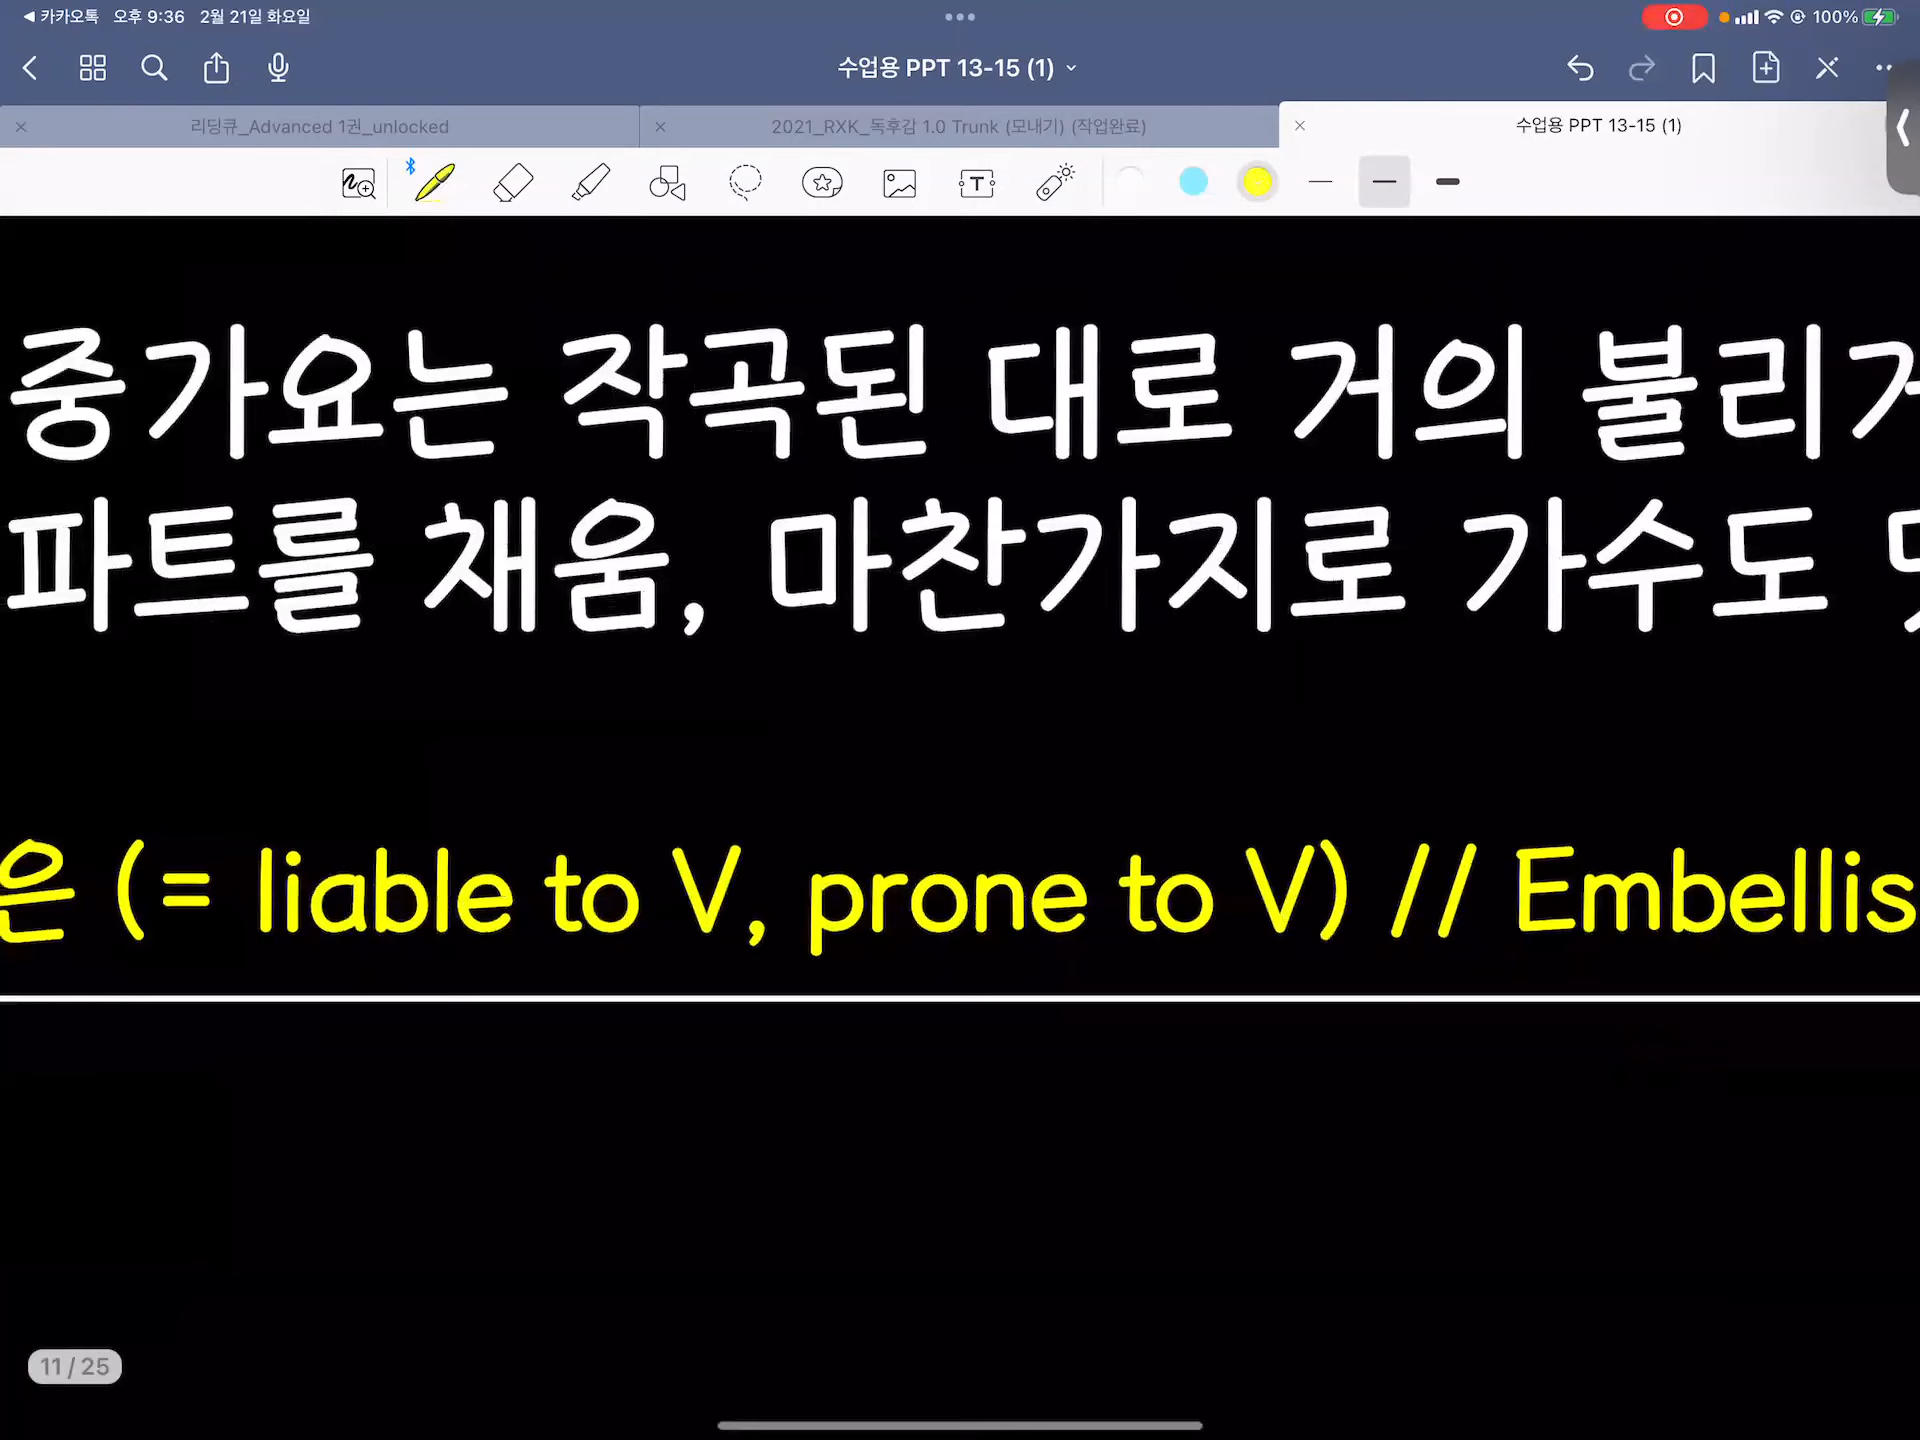 ◀ 카카오톡 오후 9:36 2월 21일 화요일
100%
수업용 PPT 13-15 (1)
리딩큐_Advanced 1권_unlocked
2021_RXK_독후감 1.0 Trunk (모내기) (작업완료)
수업용 PPT 13-15 (1)
중가요는 작곡된 대로 거의 불리
파트를 채움, 마찬가지로 가수도
은 (= liable to V, prone to V) // Embellis
11 / 25